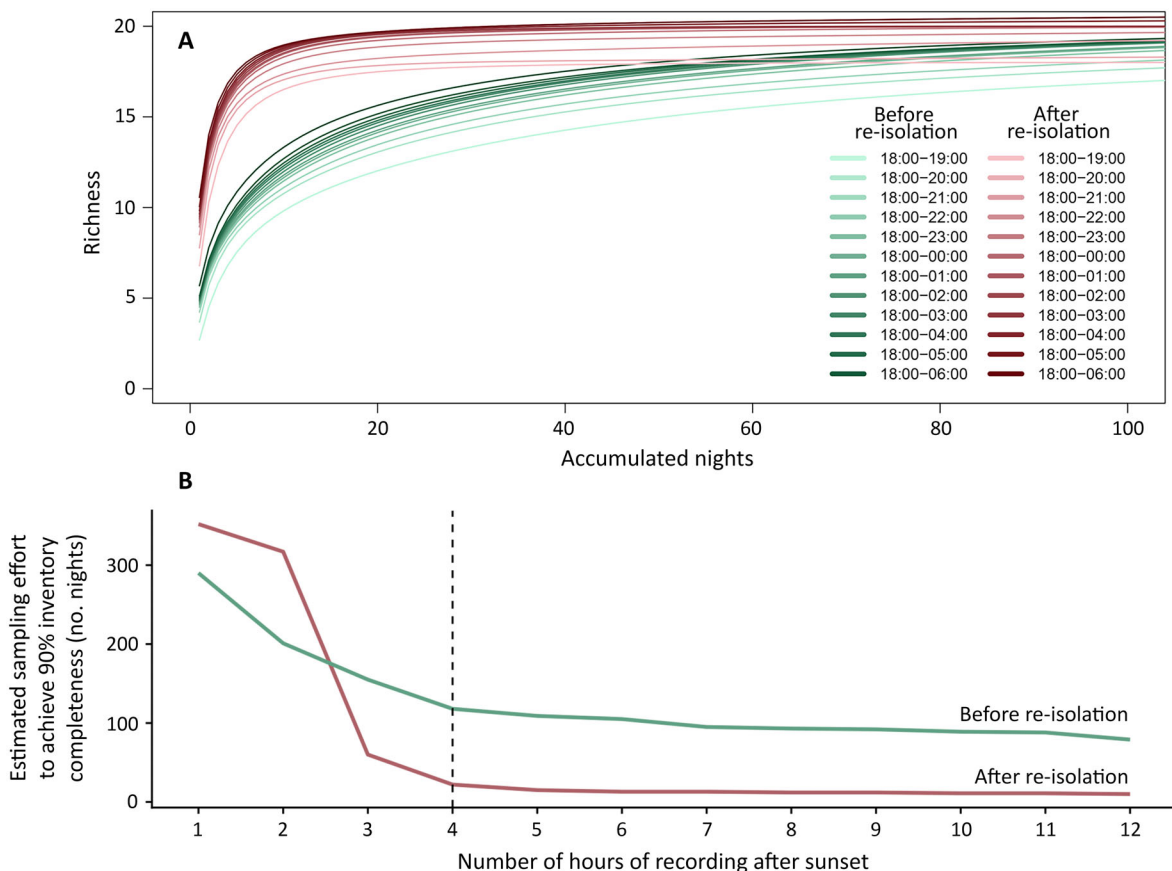 A
20
15
10
5
0
Richness
0 20 40 60 80 100
Accumulated nights
Before
re-isolation
18:00−19:00
18:00−20:00
18:00−21:00
18:00−22:00
18:00−23:00
18:00−00:00
18:00−01:00
18:00−02:00
18:00−03:00
18:00−04:00
18:00−05:00
18:00−06:00
After
re-isolation
18:00−19:00
18:00−20:00
18:00−21:00
18:00−22:00
18:00−23:00
18:00−00:00
18:00−01:00
18:00−02:00
18:00−03:00
18:00−04:00
18:00−05:00
18:00−06:00
B
Estimated sampling effort
to achieve 90% inventory
completeness (no. nights)
300
200
100
0
Before re-isolation
After re-isolation
1 2 3 4 5 6 7 8 9 10 11 12
Number of hours of recording after sunset